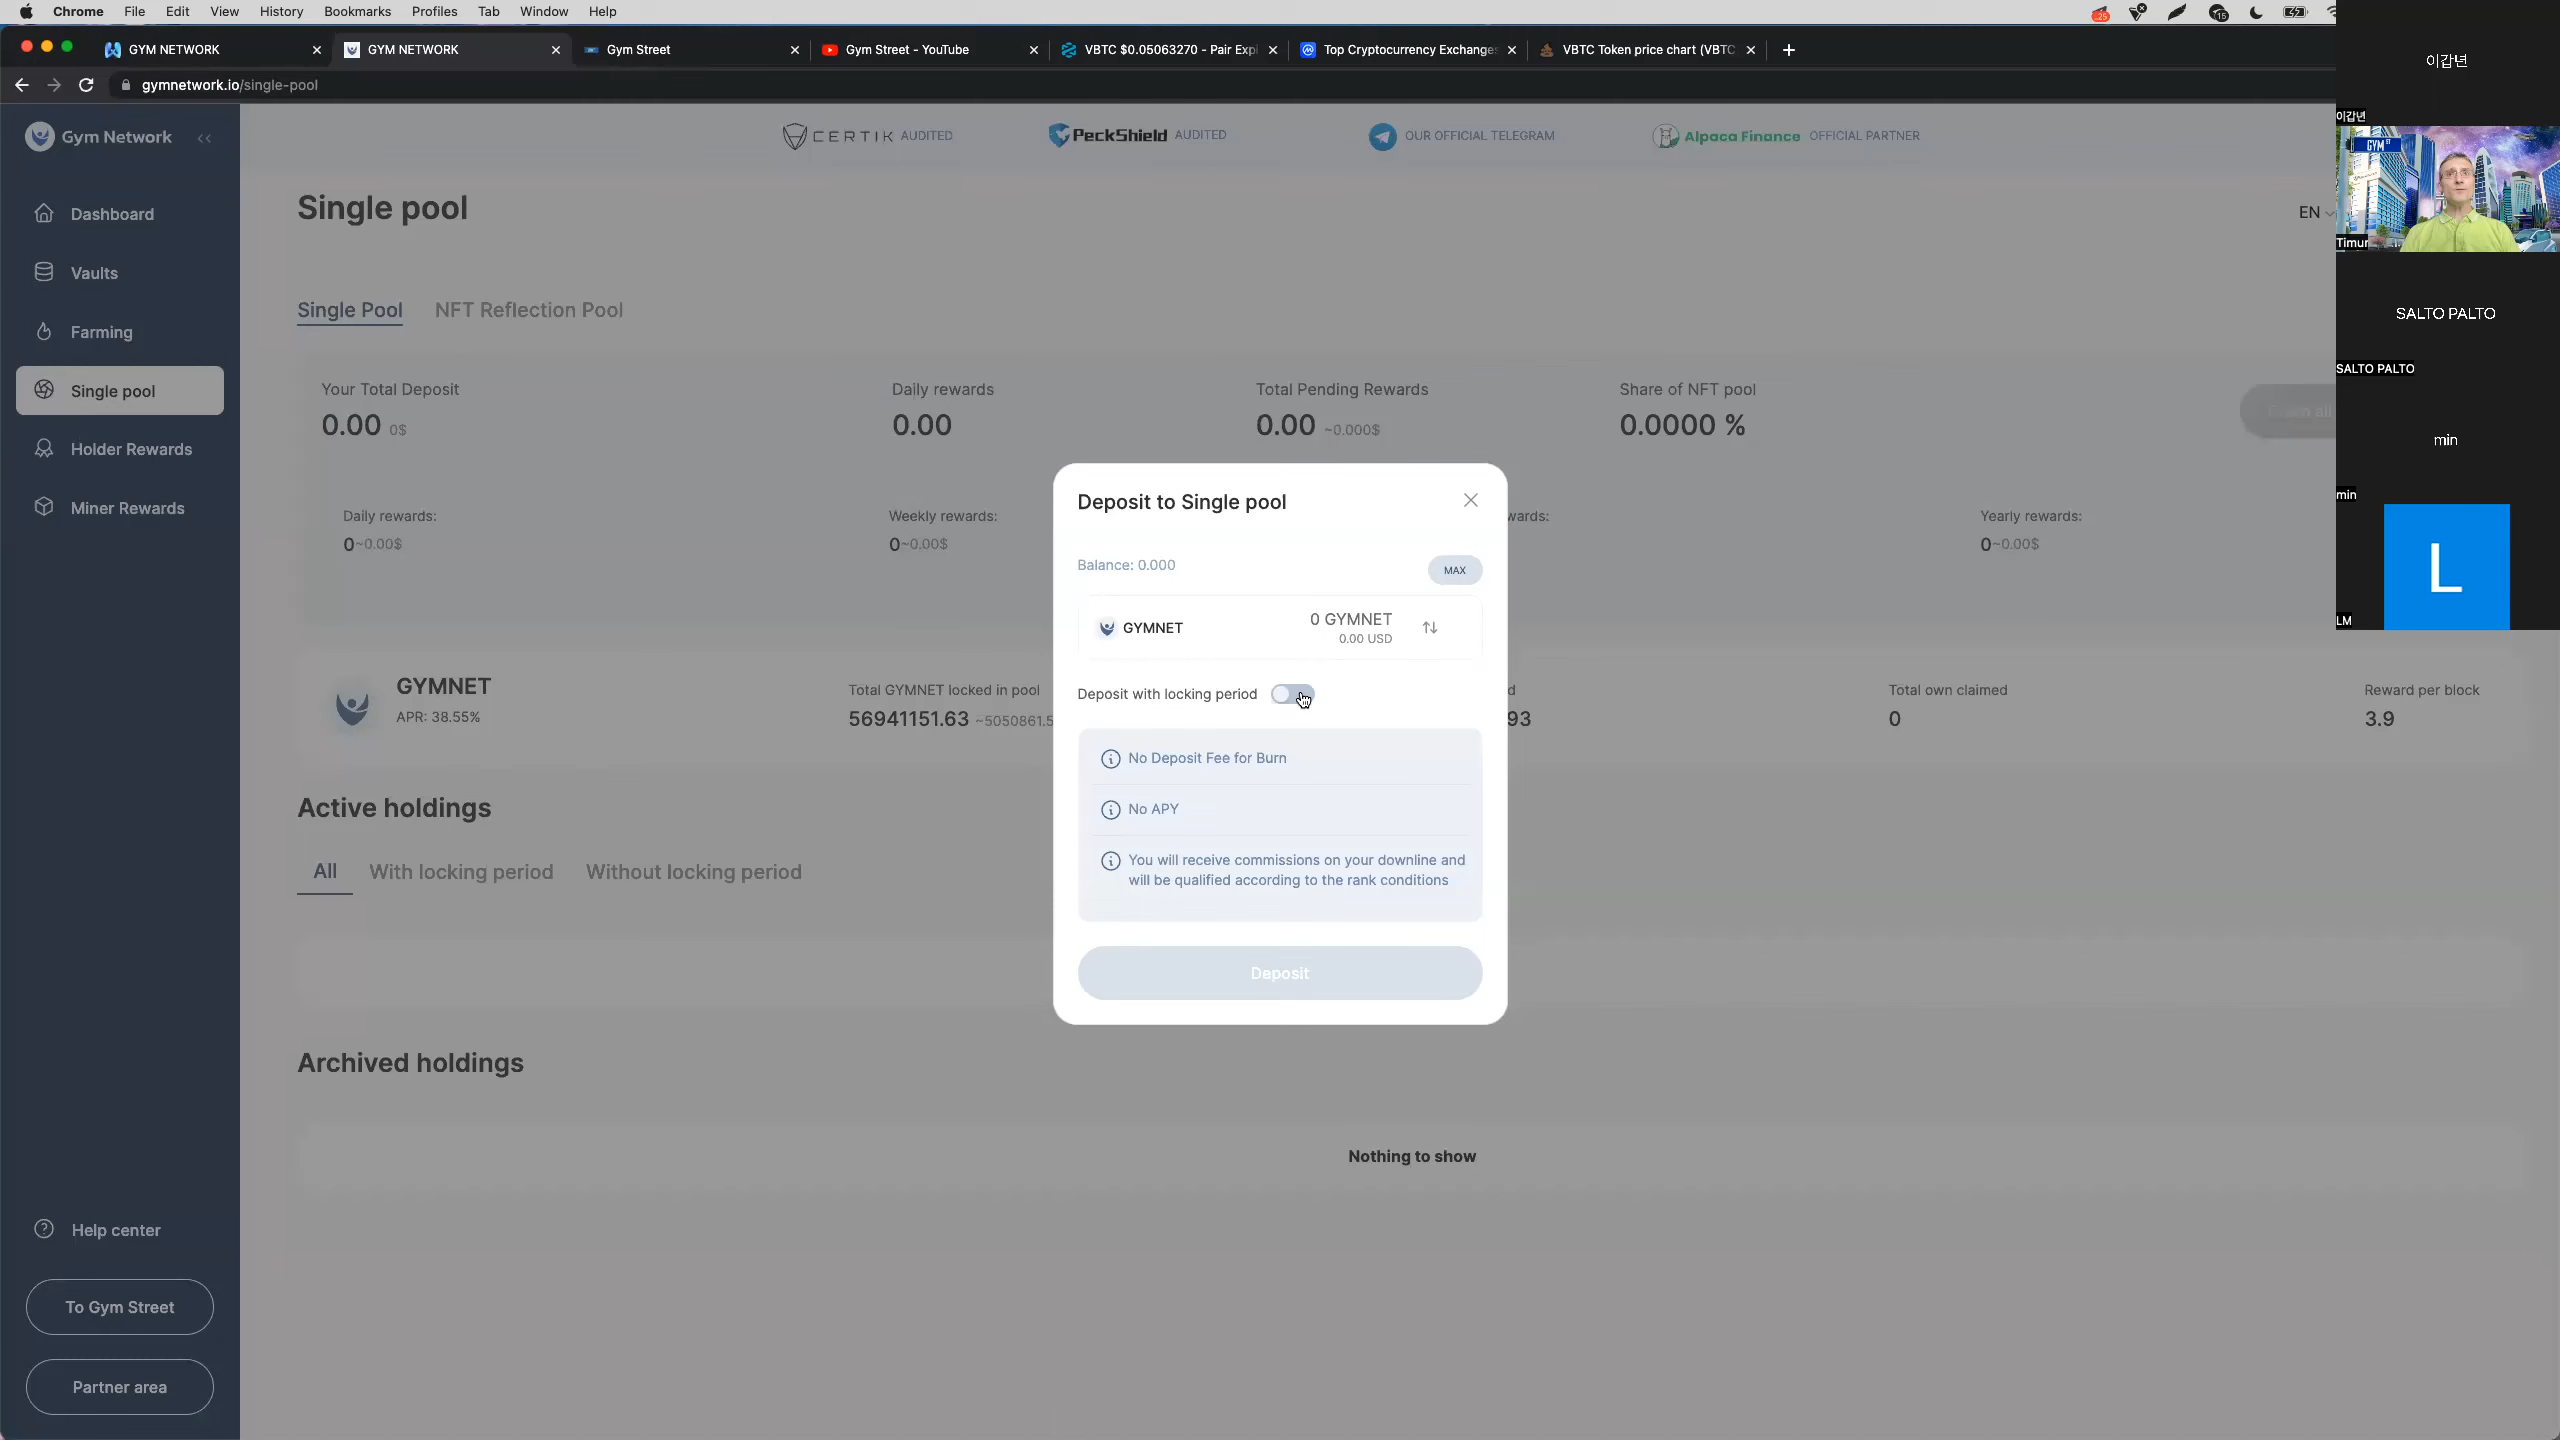 Chrome File Edit View History Bookmarks Profiles Tab Window Help
GYM NETWORK
GYM NETWORK
Gym Street
Gym Street - YouTube
VBTC $0.05063270 - Pair Expl
Top Cryptocurrency Exchanges
VBTC Token price chart (VBTC
gymnetwork.io/single-pool
Gym Network
CERTIK AUDITED
PeckShield AUDITED
OUR OFFICIAL TELEGRAM
Alpaca Finance OFFICIAL PARTNER
Dashboard
Vaults
Farming
Single pool
Holder Rewards
Miner Rewards
Help center
To Gym Street
Partner area
Single pool
EN
Single Pool NFT Reflection Pool
Your Total Deposit
0.00 0$
Daily rewards
0.00
Total Pending Rewards
0.00 ~0.000$
Share of NFT pool
0.0000 %
Daily rewards:
0~0.00$
Weekly rewards:
0~0.00$
wards:
Yearly rewards:
0~0.00$
GYMNET
APR: 38.55%
Total GYMNET locked in pool
56941151.63 ~5050861.5
d
93
Total own claimed
0
Reward per block
3.9
Active holdings
All With locking period Without locking period
Archived holdings
Nothing to show
Deposit to Single pool
Balance: 0.000
MAX
GYMNET
0 GYMNET
0.00 USD
Deposit with locking period
No Deposit Fee for Burn
No APY
You will receive commissions on your downline and
will be qualified according to the rank conditions
Deposit
이갑년
이갑년
GYM ST
Timur
SALTO PALTO
SALTO PALTO
min
min
L
LM